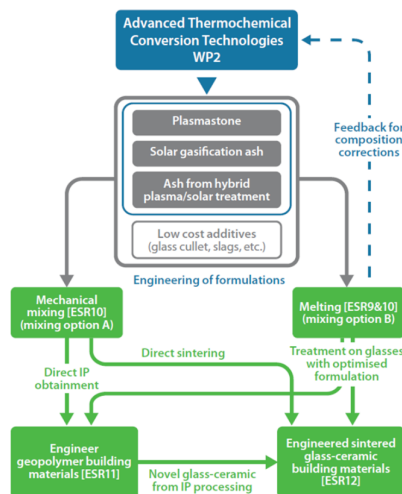 Advanced Thermochemical
Conversion Technologies
WP2
Plasmastone
Solar gasification ash
Ash from hybrid
plasma/solar treatment
Low cost additives
(glass cullet, slags, etc.)
Engineering of formulations
Feedback for
composition
corrections
Mechanical
mixing [ESR10]
(mixing option A)
Melting [ESR9&10]
(mixing option B)
Direct IP
obtainment
Direct sintering
Treatment on glasses
with optimised
formulation
Engineer
geopolymer building
materials [ESR11]
Novel glass-ceramic
from IP processing
Engineered sintered
glass-ceramic
building materials
[ESR12]